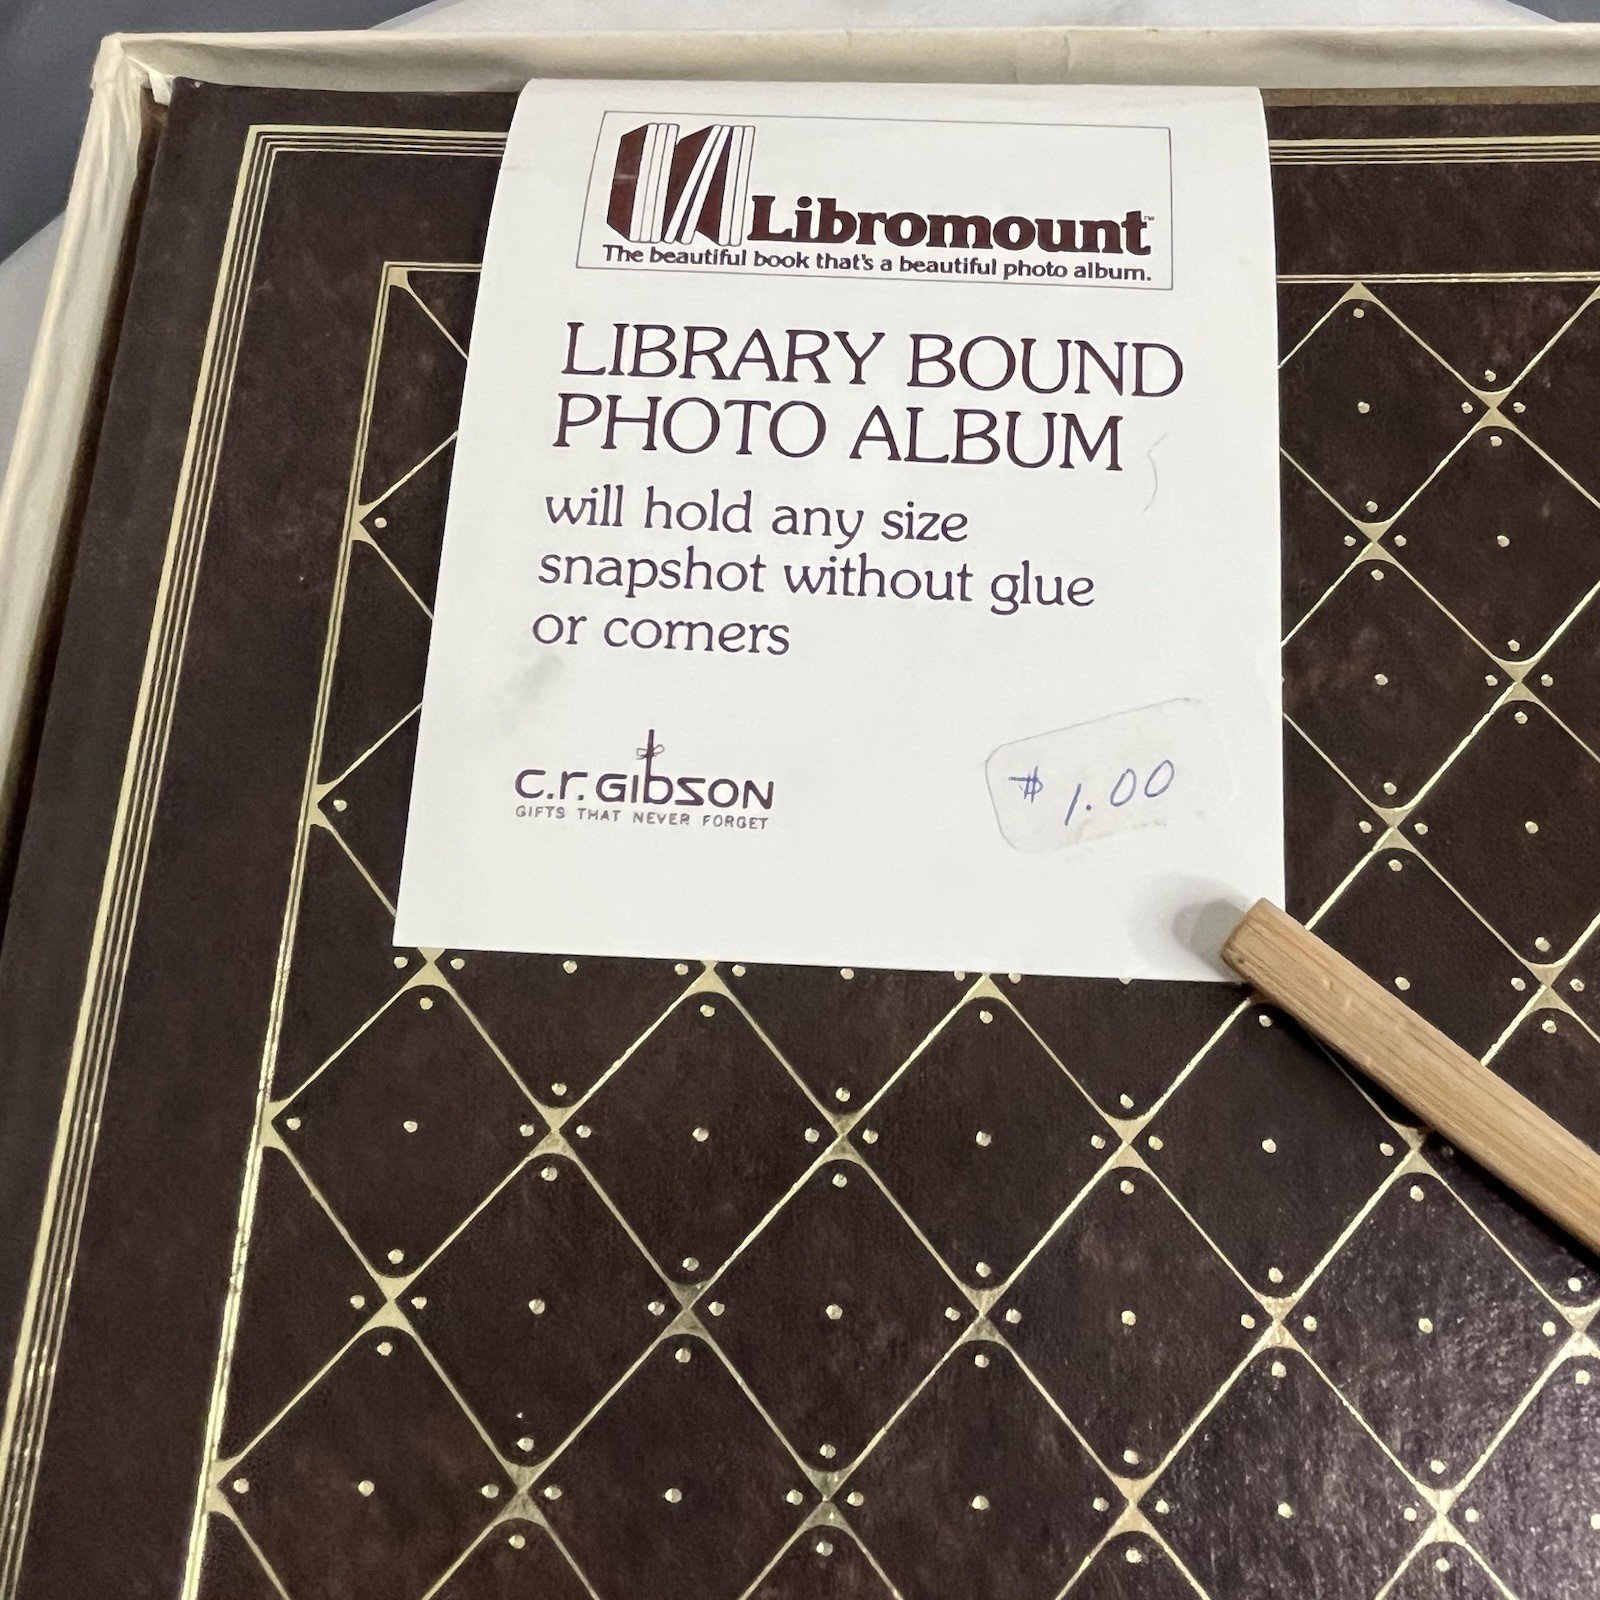 Libromount™
The beautiful book that's a beautiful photo album.
LIBRARY BOUND
PHOTO ALBUM
will hold any size
snapshot without glue
or corners
c.r. Gibson
GIFTS THAT NEVER FORGET
$1.00